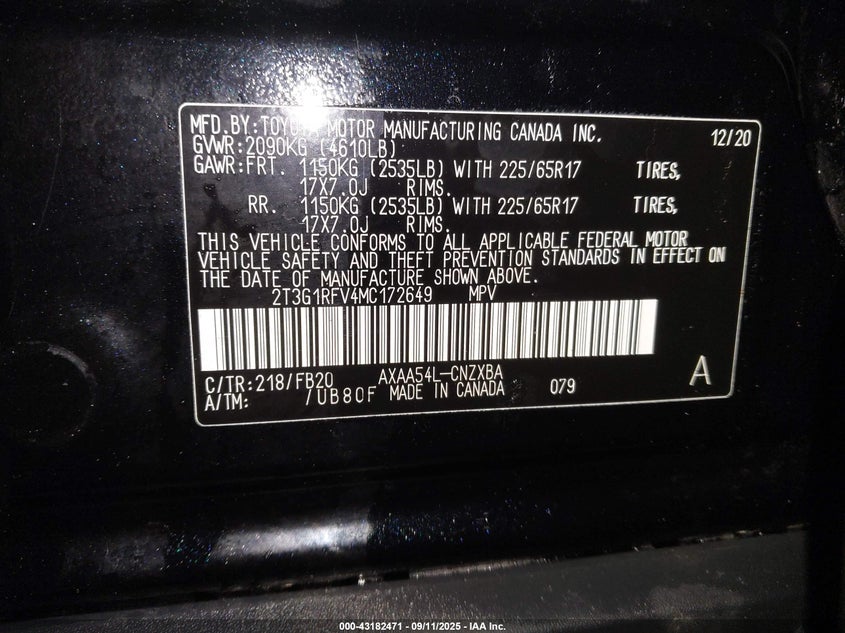 MFD.BY:TOYOTA MOTOR MANUFACTURING CANADA INC. 12/20
GVWR:2090KG (4610LB)
GAWR:FRT. 1150KG (2535LB) WITH 225/65R17 TIRES,
17X7.0J RIMS.
RR. 1150KG (2535LB) WITH 225/65R17 TIRES,
17X7.0J RIMS.
THIS VEHICLE CONFORMS TO ALL APPLICABLE FEDERAL MOTOR
VEHICLE SAFETY AND THEFT PREVENTION STANDARDS IN EFFECT ON
THE DATE OF MANUFACTURE SHOWN ABOVE.
2T3G1RFV4MC172649 MPV
C/TR:218/FB20 AXAA54L-CNZXBA A
A/TM: /UB80F MADE IN CANADA 079
000-43182471 - 09/11/2025 - IAA Inc.